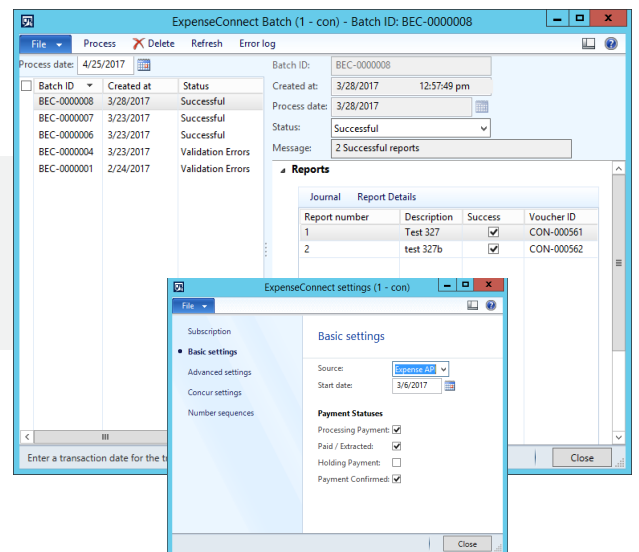 ExpenseConnect Batch (1 - con) - Batch ID: BEC-0000008
File Process Delete Refresh Error log
Process date: 4/25/2017
Batch ID Created at Status
BEC-0000008 3/28/2017 Successful
BEC-0000007 3/23/2017 Successful
BEC-0000006 3/23/2017 Successful
BEC-0000004 3/23/2017 Validation Errors
BEC-0000001 2/24/2017 Validation Errors
Batch ID: BEC-0000008
Created at: 3/28/2017 12:57:49 pm
Process date: 3/28/2017
Status: Successful
Message: 2 Successful reports
Reports
Journal Report Details
Report number Description Success Voucher ID
1 Test 327 CON-000561
2 test 327b CON-000562
Enter a transaction date for the t
Close
ExpenseConnect settings (1 - con)
File
Subscription
Basic settings
Advanced settings
Concur settings
Number sequences
Basic settings
Source: Expense API
Start date: 3/6/2017
Payment Statuses
Processing Payment:
Paid / Extracted:
Holding Payment:
Payment Confirmed:
Close